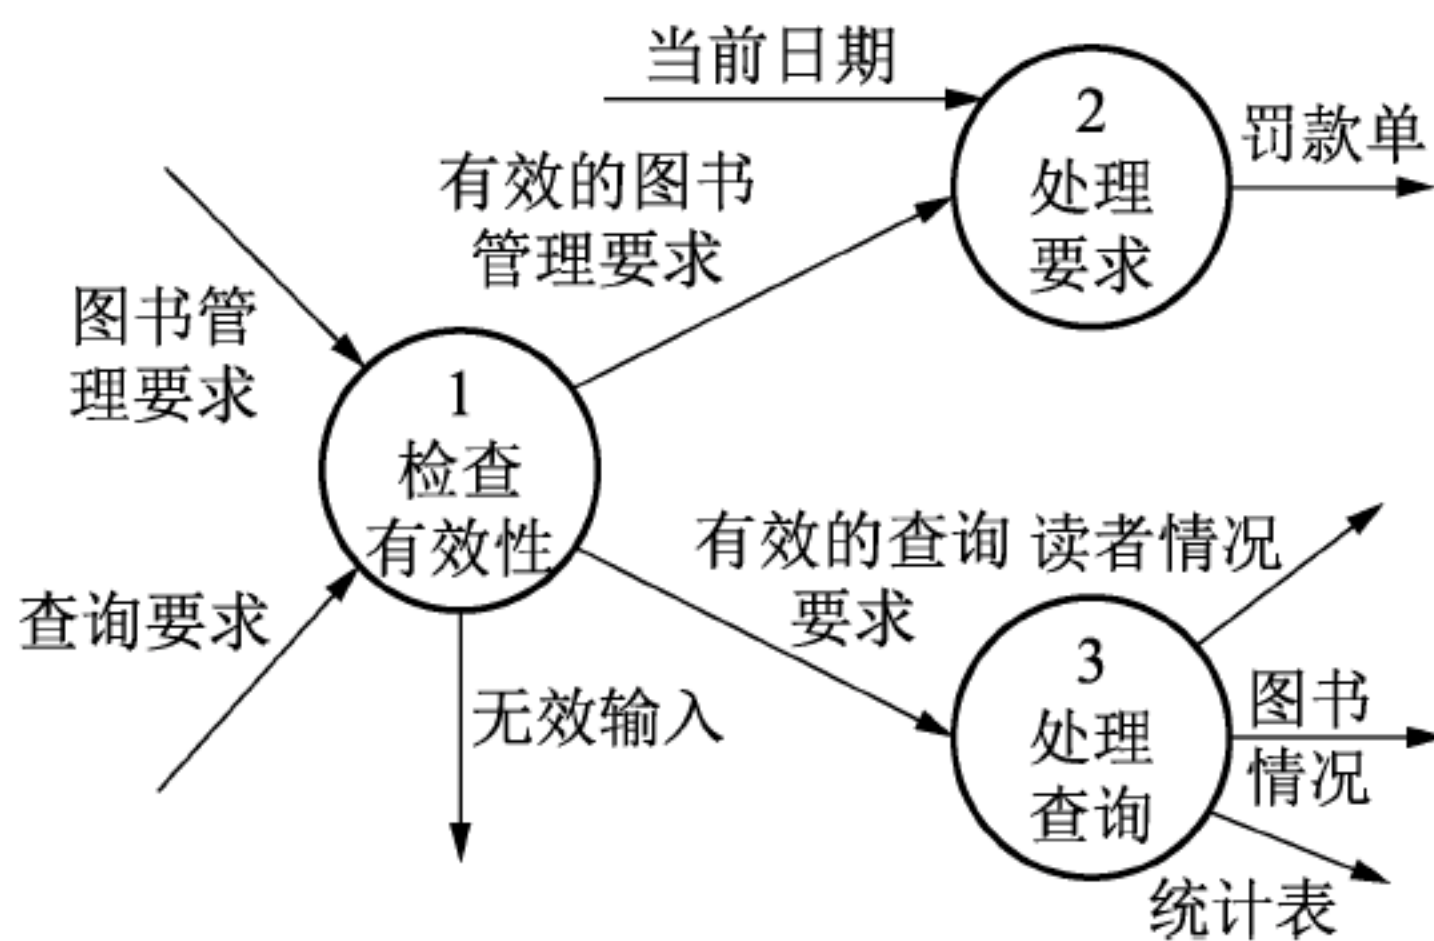 当前日期
2
处理
要求
罚款单
有效的图书
管理要求
图书管
理要求
1
检查
有效性
查询要求
无效输入
有效的查询
要求
读者情况
3
处理
查询
图书
情况
统计表